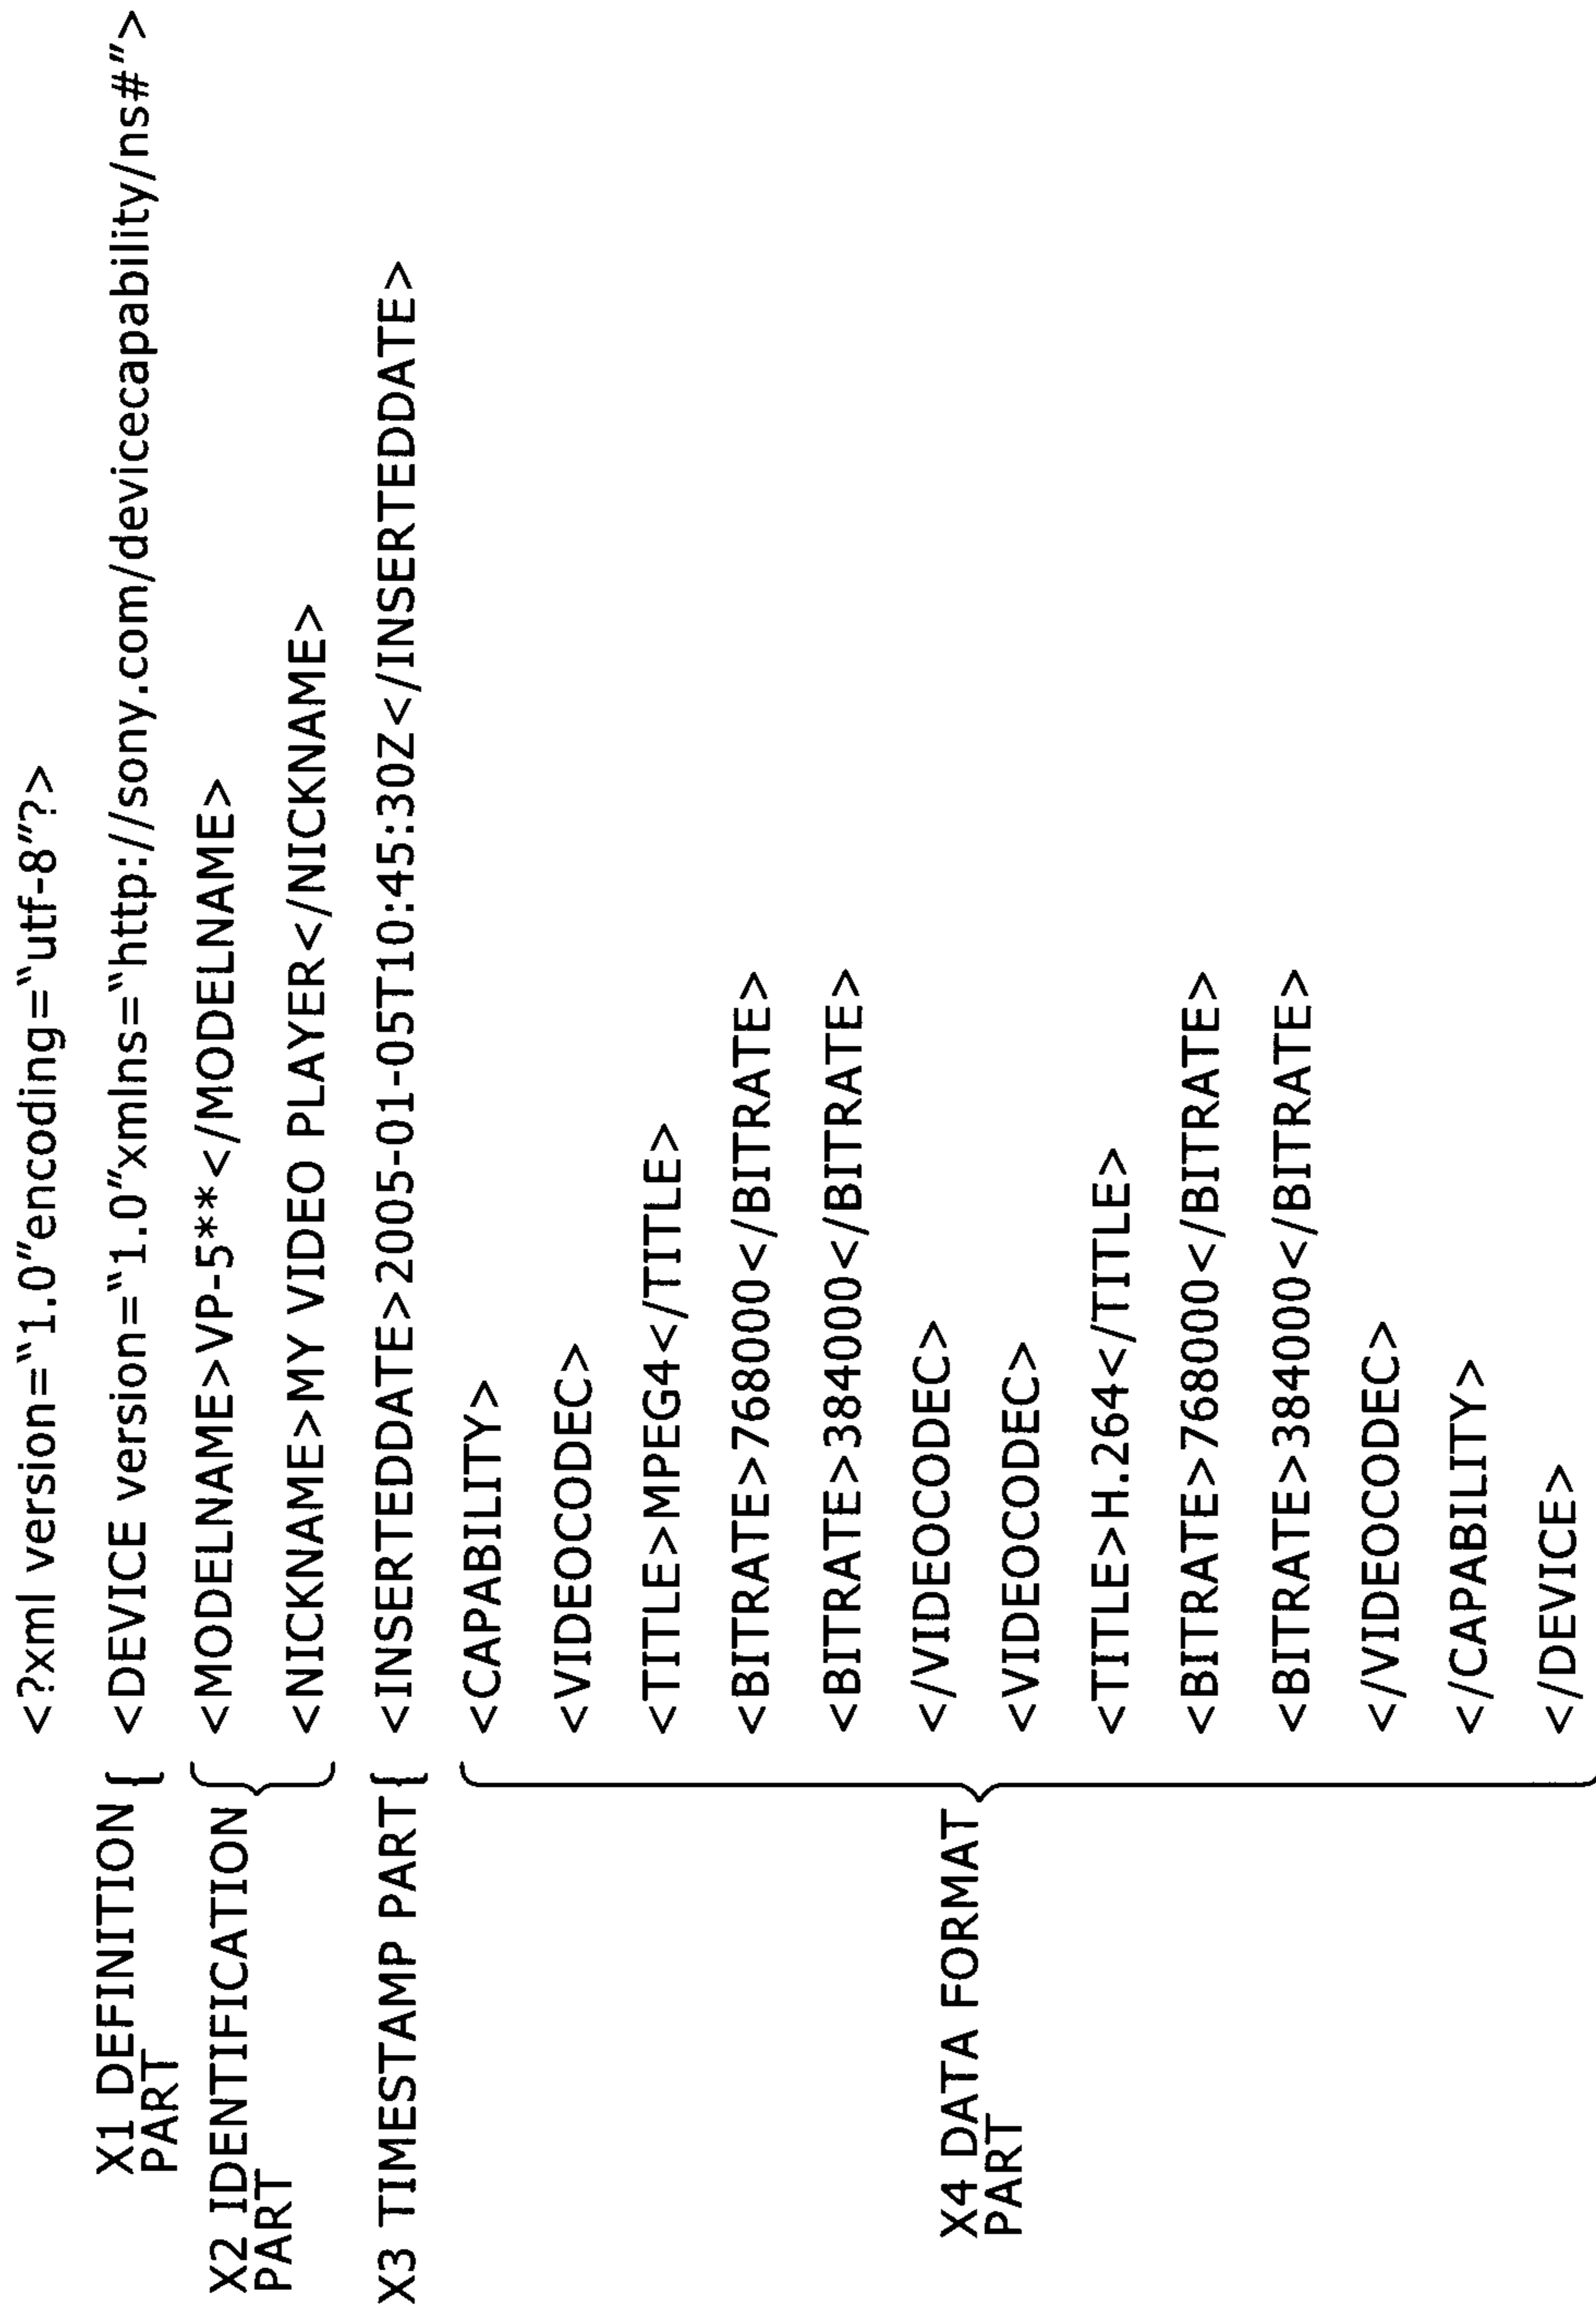 <?xml version=“1.0”encoding=“utf-8”?>
X1 DEFINITION
PART
<DEVICE version=“1.0”xmlns=“http://sony.com/devicecapability/ns#”>
X2 IDENTIFICATION
PART
<MODELNAME>VP-5**</MODELNAME>
<NICKNAME>MY VIDEO PLAYER</NICKNAME>
X3 TIMESTAMP PART
<INSERTEDDATE>2005-01-05T10:45:30Z</INSERTEDDATE>
X4 DATA FORMAT
PART
<CAPABILITY>
<VIDEOCODEC>
<TITLE>MPEG4</TITLE>
<BITRATE>768000</BITRATE>
<BITRATE>384000</BITRATE>
</VIDEOCODEC>
<VIDEOCODEC>
<TITLE>H.264</TITLE>
<BITRATE>768000</BITRATE>
<BITRATE>384000</BITRATE>
</VIDEOCODEC>
</CAPABILITY>
</DEVICE>